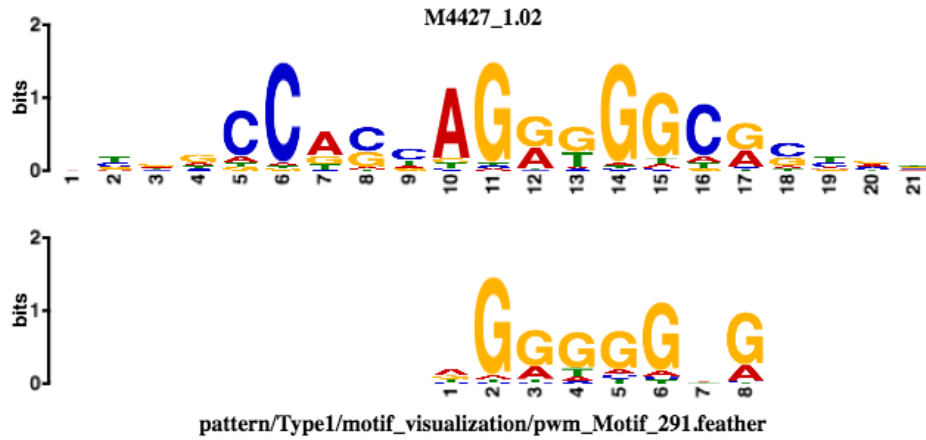 M4427_1.02
2
1
0
bits
CCACCAGGGGGCGC
1 2 3 4 5 6 7 8 9 10 11 12 13 14 15 16 17 18 19 20 21
2
1
0
bits
GGGGG G
1 2 3 4 5 6 7 8
pattern/Type1/motif_visualization/pwm_Motif_291.feather